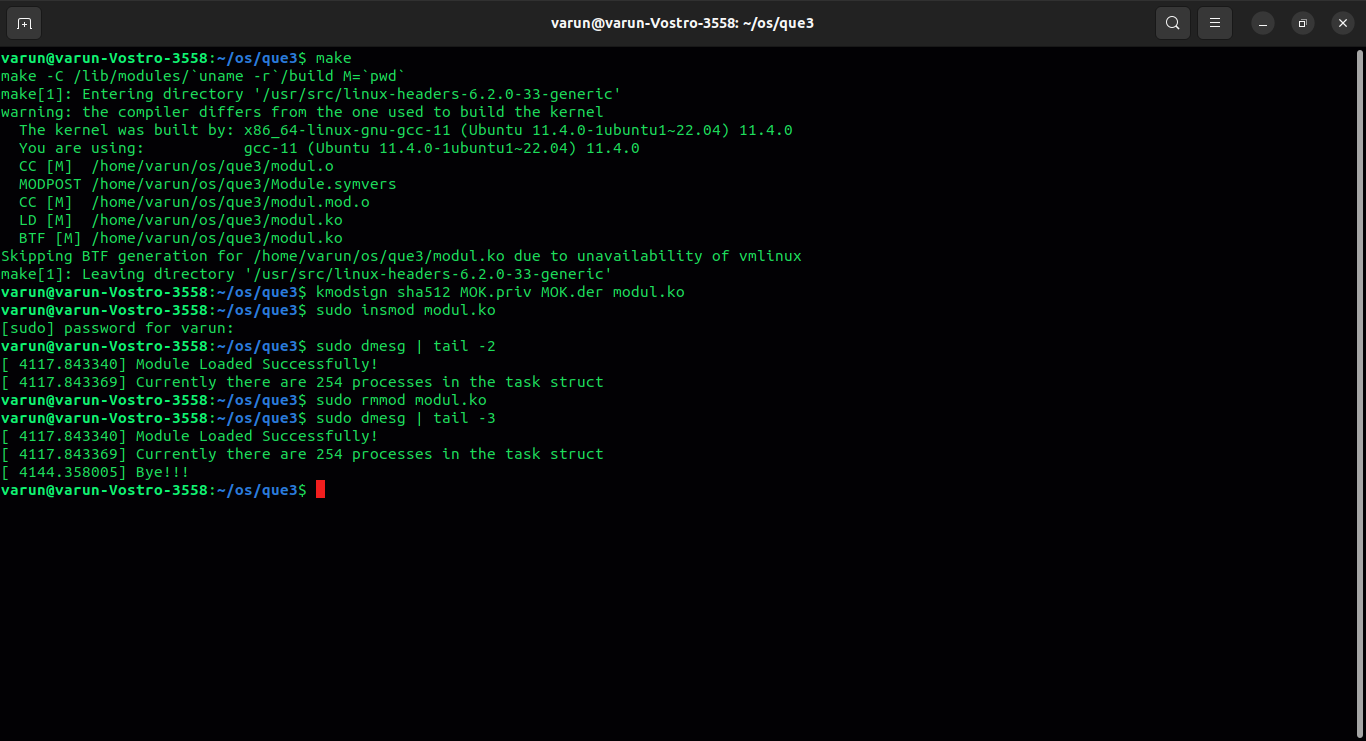 varun@varun-Vostro-3558: ~/os/que3
varun@varun-Vostro-3558:~/os/que3$ make
make -C /lib/modules/`uname -r`/build M=`pwd`
make[1]: Entering directory '/usr/src/linux-headers-6.2.0-33-generic'
warning: the compiler differs from the one used to build the kernel
  The kernel was built by: x86_64-linux-gnu-gcc-11 (Ubuntu 11.4.0-1ubuntu1~22.04) 11.4.0
  You are using:           gcc-11 (Ubuntu 11.4.0-1ubuntu1~22.04) 11.4.0
  CC [M]  /home/varun/os/que3/modul.o
  MODPOST /home/varun/os/que3/Module.symvers
  CC [M]  /home/varun/os/que3/modul.mod.o
  LD [M]  /home/varun/os/que3/modul.ko
  BTF [M] /home/varun/os/que3/modul.ko
Skipping BTF generation for /home/varun/os/que3/modul.ko due to unavailability of vmlinux
make[1]: Leaving directory '/usr/src/linux-headers-6.2.0-33-generic'
varun@varun-Vostro-3558:~/os/que3$ kmodsign sha512 MOK.priv MOK.der modul.ko
varun@varun-Vostro-3558:~/os/que3$ sudo insmod modul.ko
[sudo] password for varun:
varun@varun-Vostro-3558:~/os/que3$ sudo dmesg | tail -2
[ 4117.843340] Module Loaded Successfully!
[ 4117.843369] Currently there are 254 processes in the task struct
varun@varun-Vostro-3558:~/os/que3$ sudo rmmod modul.ko
varun@varun-Vostro-3558:~/os/que3$ sudo dmesg | tail -3
[ 4117.843340] Module Loaded Successfully!
[ 4117.843369] Currently there are 254 processes in the task struct
[ 4144.358005] Bye!!!
varun@varun-Vostro-3558:~/os/que3$